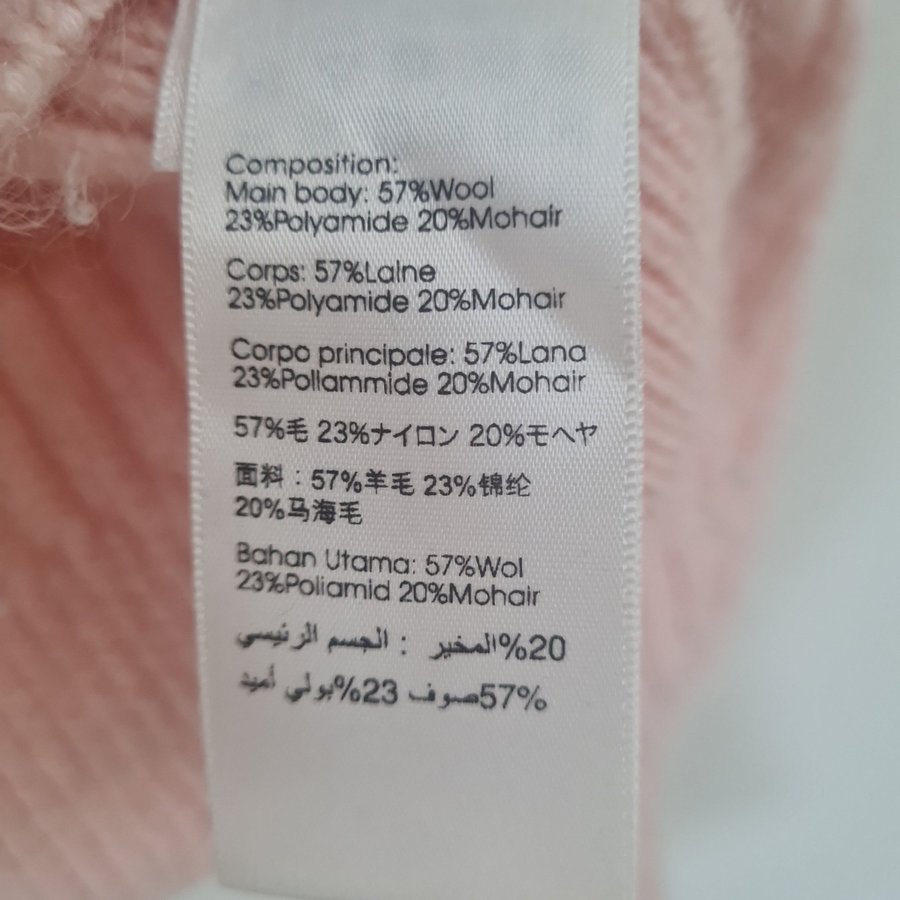 Composition:
Main body: 57%Wool
23%Polyamide 20%Mohair
Corps: 57%Laine
23%Polyamide 20%Mohair
Corpo principale: 57%Lana
23%Poliammide 20%Mohair
57%毛 23%ナイロン 20%モヘヤ
面料：57%羊毛 23%锦纶
20%马海毛
Bahan Utama: 57%Wol
23%Poliamid 20%Mohair
الجسم الرئيسي : المخير%20
57%صوف 23%بولي أميد